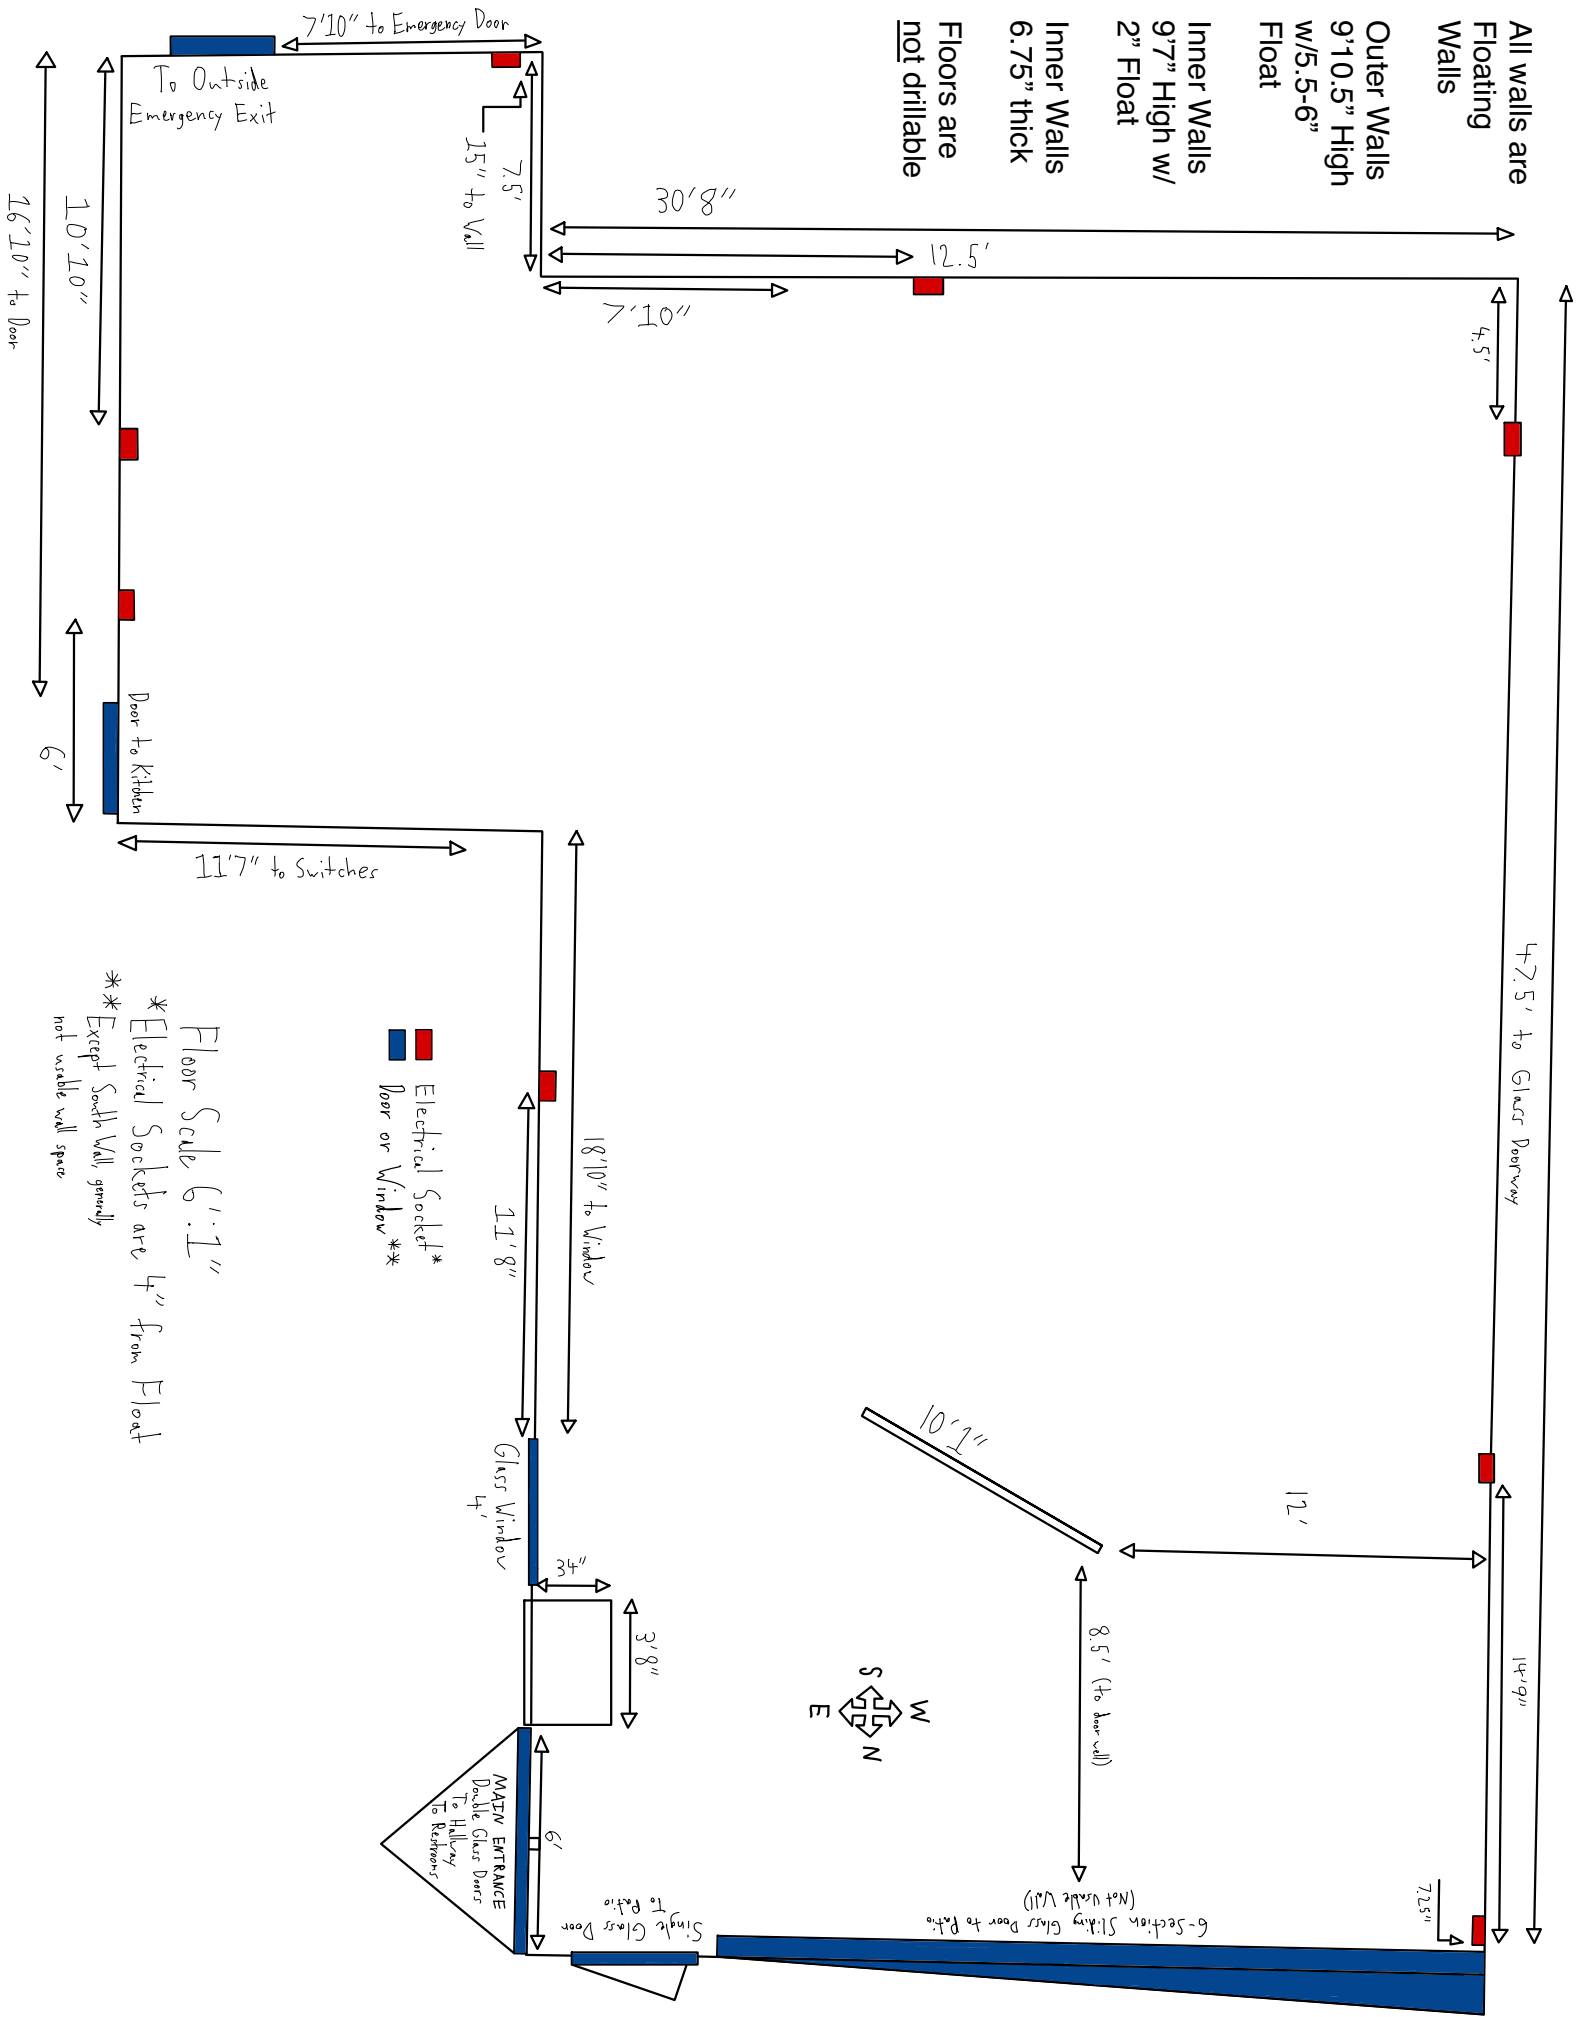 All walls are
Floating
Walls
Outer Walls
9'10.5” High
w/5.5-6”
Float
Inner Walls
9'7” High w/
2” Float
Inner Walls
6.75” thick
Floors are
not drillable
7'10" to Emergency Door
To Outside
Emergency Exit
15" to Wall
7.5'
30'8"
12.5'
7'10"
4.5'
47.5' to Glass Doorway
10'10"
16'10" to Door
6'
Door to Kitchen
11'7" to Switches
18'10" to Window
11'8"
Electrical Socket*
Door or Window **
Floor Scale 6':1"
*Electrical Sockets are 4" from Float
**Except South Wall, generally
not usable wall space
Glass Window
4'
34"
3'8"
10'1"
12'
14'9"
8.5' (to door well)
S
W
E
N
6'
MAIN ENTRANCE
Double Glass Doors
To Hallway
To Restrooms
Single Glass Door
To Patio
6-Section Sliding Glass Door to Patio
(Not Usable Wall)
7.25"